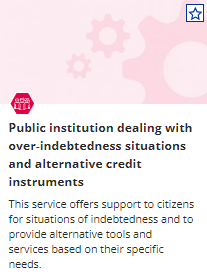 Public institution dealing with
over-indebtedness situations
and alternative credit
instruments
This service offers support to citizens
for situations of indebtedness and to
provide alternative tools and
services based on their specific
needs.